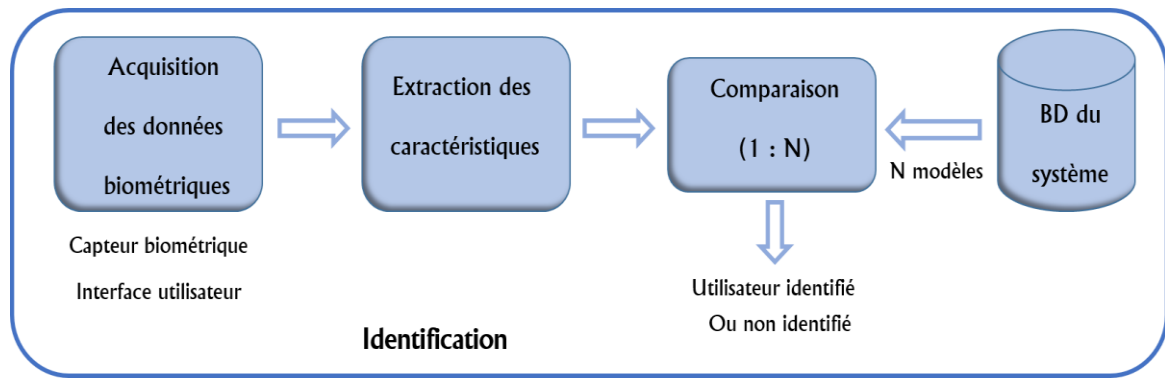 Acquisition
des données
biométriques
Capteur biométrique
Interface utilisateur
Extraction des
caractéristiques
Comparaison
(1 : N)
N modèles
BD du
système
Utilisateur identifié
Ou non identifié
Identification